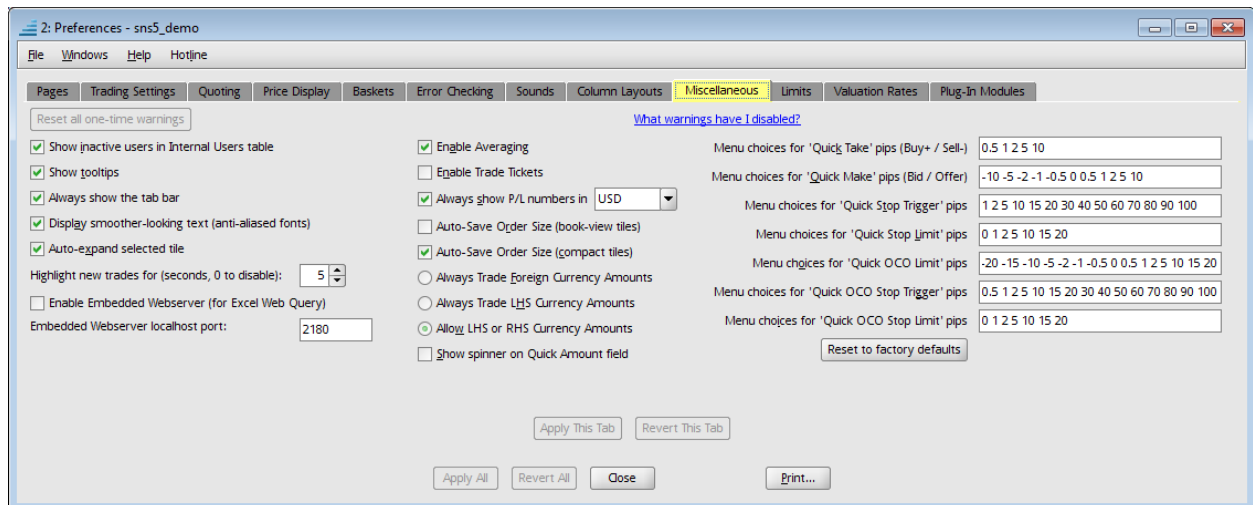 2: Preferences - sns5_demo
File Windows Help Hotline
Pages Trading Settings Quoting Price Display Baskets Error Checking Sounds Column Layouts Miscellaneous Limits Valuation Rates Plug-In Modules
Reset all one-time warnings
What warnings have I disabled?
Show inactive users in Internal Users table
Show tooltips
Always show the tab bar
Display smoother-looking text (anti-aliased fonts)
Auto-expand selected tile
Highlight new trades for (seconds, 0 to disable): 5
Enable Embedded Webserver (for Excel Web Query)
Embedded Webserver localhost port: 2180
Enable Averaging
Enable Trade Tickets
Always show P/L numbers in USD
Auto-Save Order Size (book-view tiles)
Auto-Save Order Size (compact tiles)
Always Trade Foreign Currency Amounts
Always Trade LHS Currency Amounts
Allow LHS or RHS Currency Amounts
Show spinner on Quick Amount field
Menu choices for 'Quick Take' pips (Buy+ / Sell-) 0.5 1 2 5 10
Menu choices for 'Quick Make' pips (Bid / Offer) -10 -5 -2 -1 -0.5 0 0.5 1 2 5 10
Menu choices for 'Quick Stop Trigger' pips 1 2 5 10 15 20 30 40 50 60 70 80 90 100
Menu choices for 'Quick Stop Limit' pips 0 1 2 5 10 15 20
Menu choices for 'Quick OCO Limit' pips -20 -15 -10 -5 -2 -1 -0.5 0 0.5 1 2 5 10 15 20
Menu choices for 'Quick OCO Stop Trigger' pips 0.5 1 2 5 10 15 20 30 40 50 60 70 80 90 100
Menu choices for 'Quick OCO Stop Limit' pips 0 1 2 5 10 15 20
Reset to factory defaults
Apply This Tab Revert This Tab
Apply All Revert All Close Print...